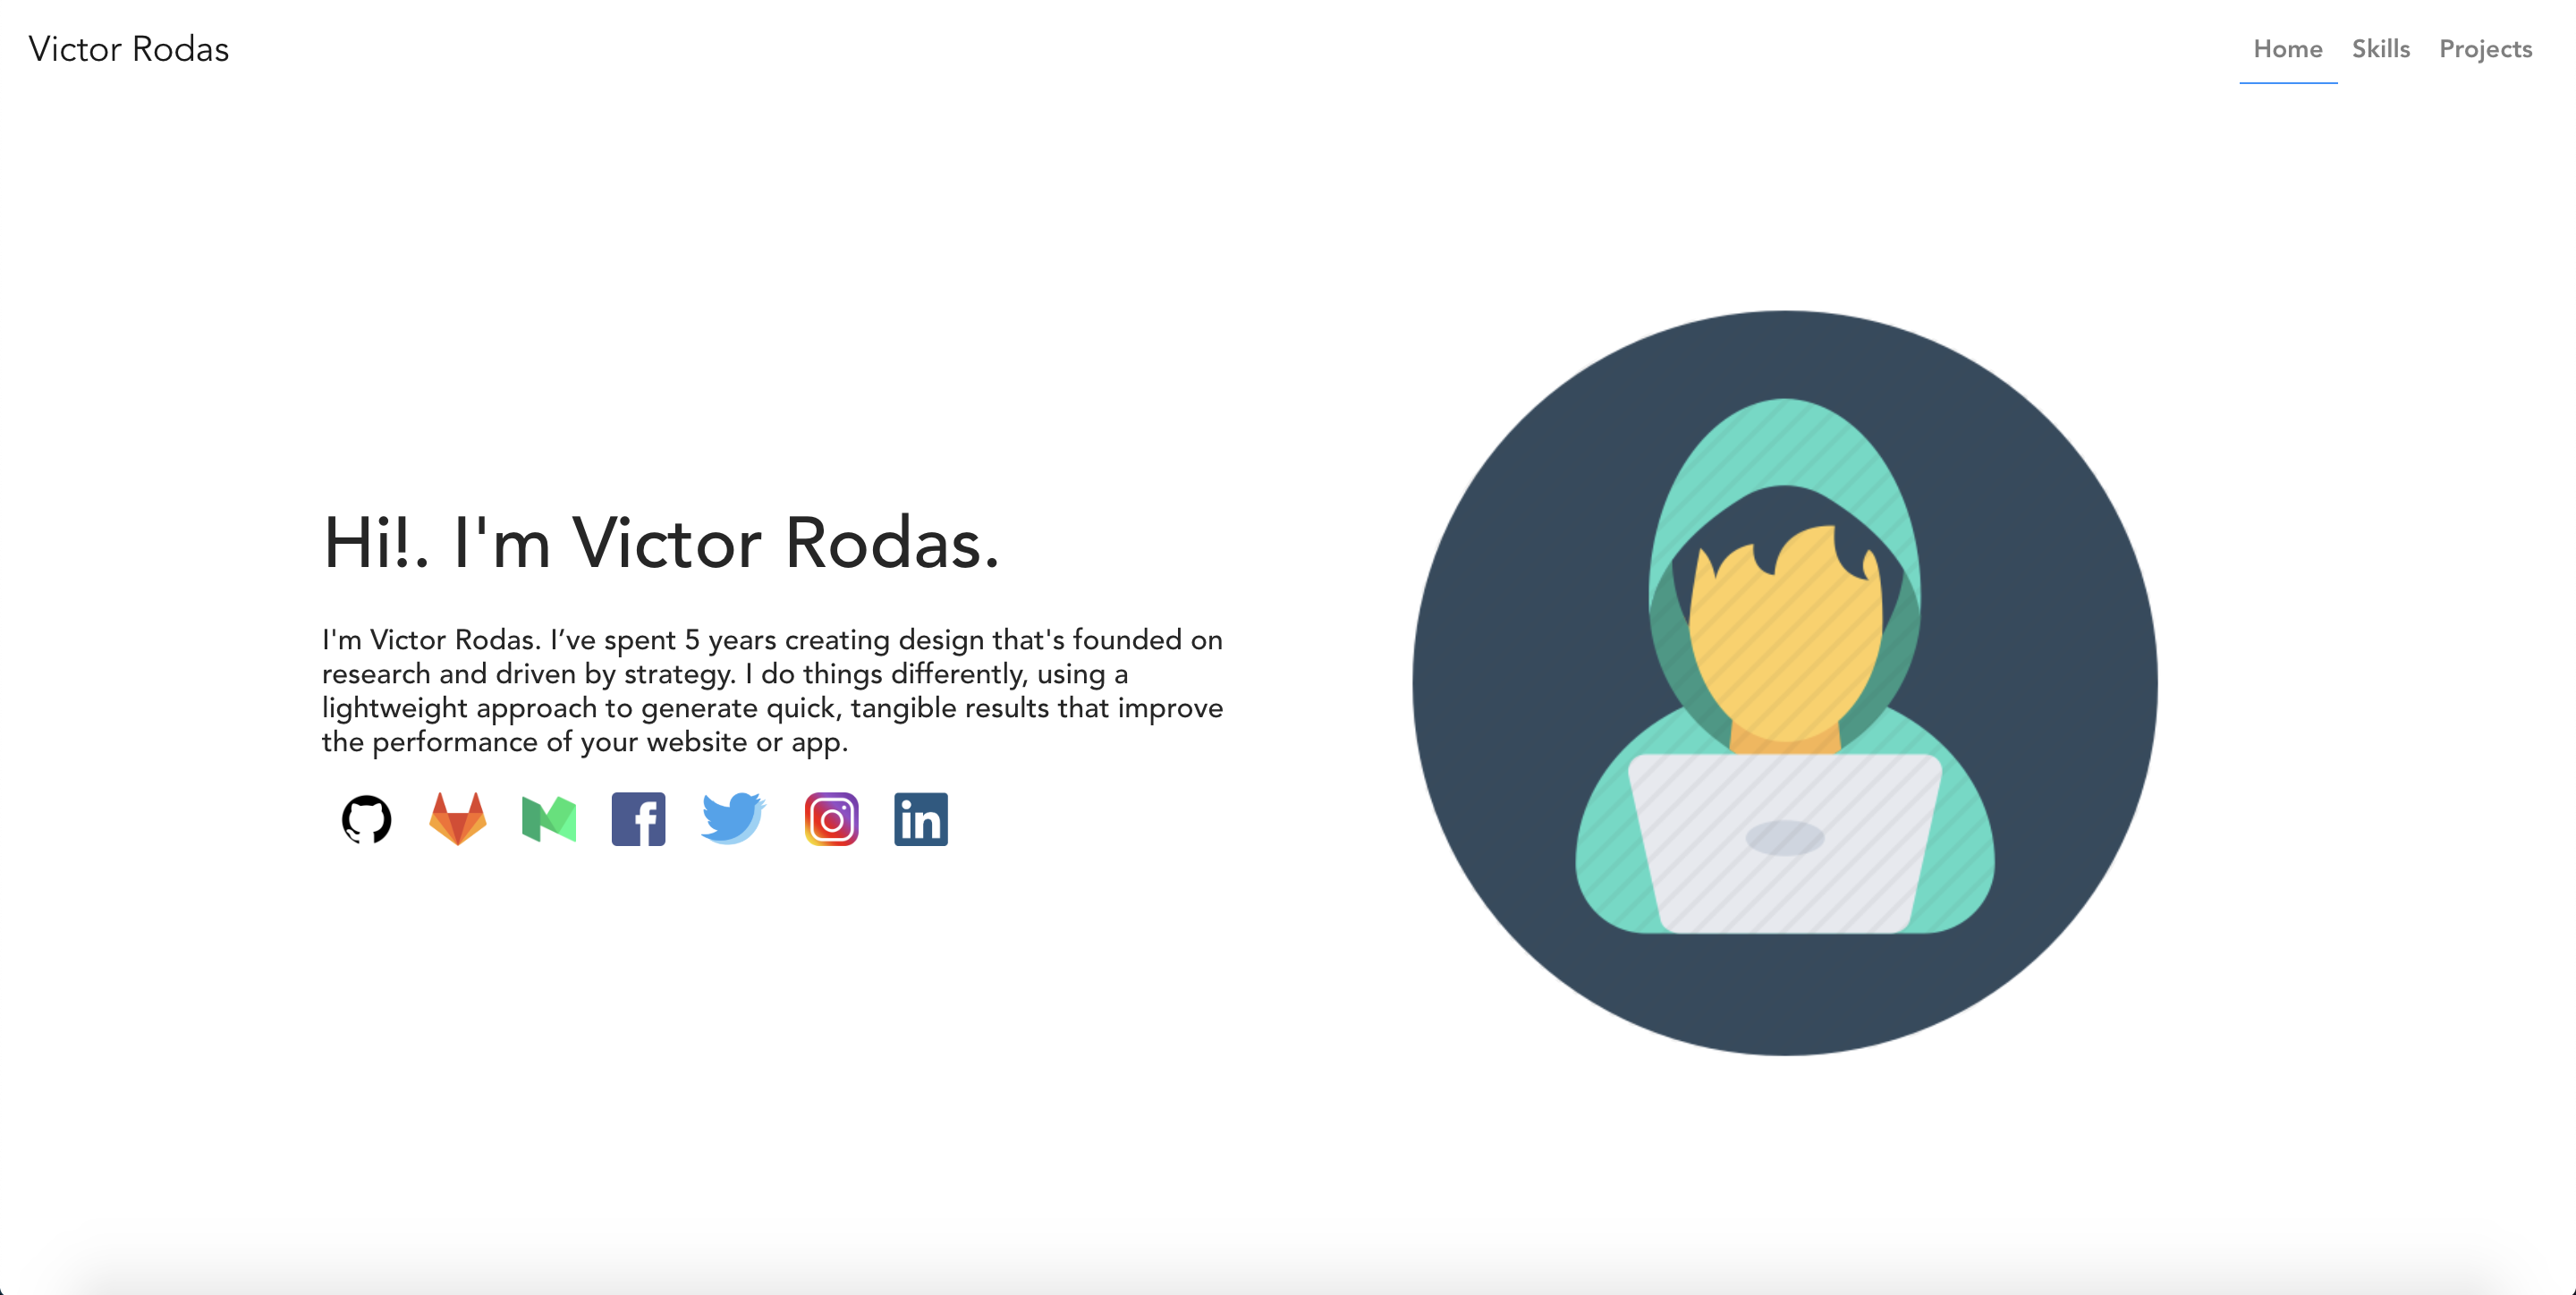 Victor Rodas
Home Skills Projects
Hi!. I'm Victor Rodas.
I'm Victor Rodas. I’ve spent 5 years creating design that's founded on
research and driven by strategy. I do things differently, using a
lightweight approach to generate quick, tangible results that improve
the performance of your website or app.